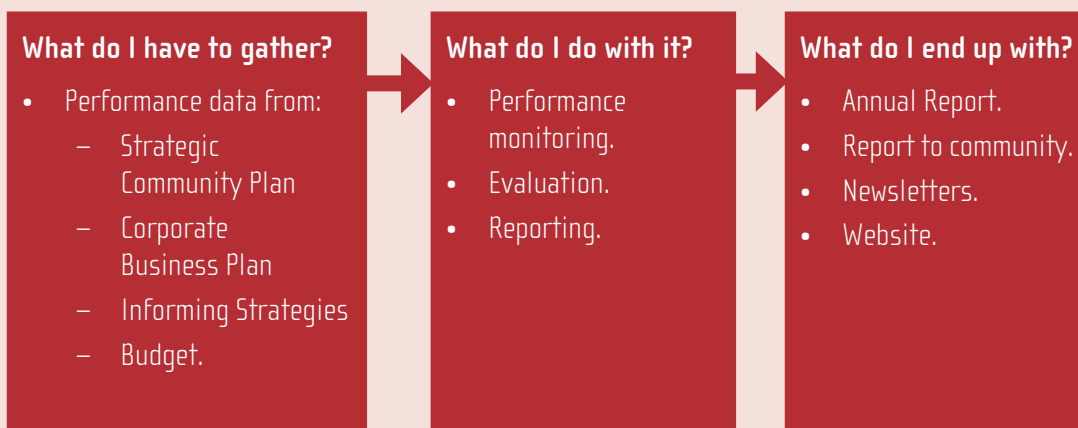 What do I have to gather?
• Performance data from:
– Strategic
Community Plan
– Corporate
Business Plan
– Informing Strategies
– Budget.
What do I do with it?
• Performance
monitoring.
• Evaluation.
• Reporting.
What do I end up with?
• Annual Report.
• Report to community.
• Newsletters.
• Website.